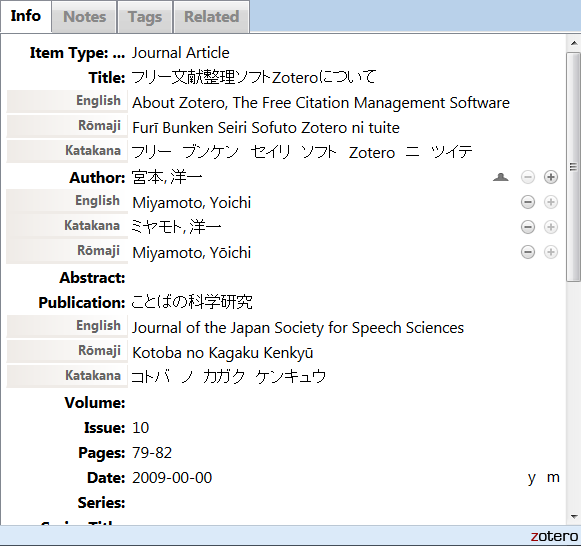 Info Notes Tags Related
Item Type: ... Journal Article
Title: フリー文献整理ソフトZoteroについて
English About Zotero, The Free Citation Management Software
Rōmaji Furī Bunken Seiri Sofuto Zotero ni tuite
Katakana フリー ブンケン セイリ ソフト Zotero ニ ツイテ
Author: 宮本, 洋一
English Miyamoto, Yoichi
Katakana ミヤモト, 洋一
Rōmaji Miyamoto, Yōichi
Abstract:
Publication: ことばの科学研究
English Journal of the Japan Society for Speech Sciences
Rōmaji Kotoba no Kagaku Kenkyū
Katakana コトバ ノ カガク ケンキュウ
Volume:
Issue: 10
Pages: 79-82
Date: 2009-00-00 y m
Series:
Series Title:
zotero